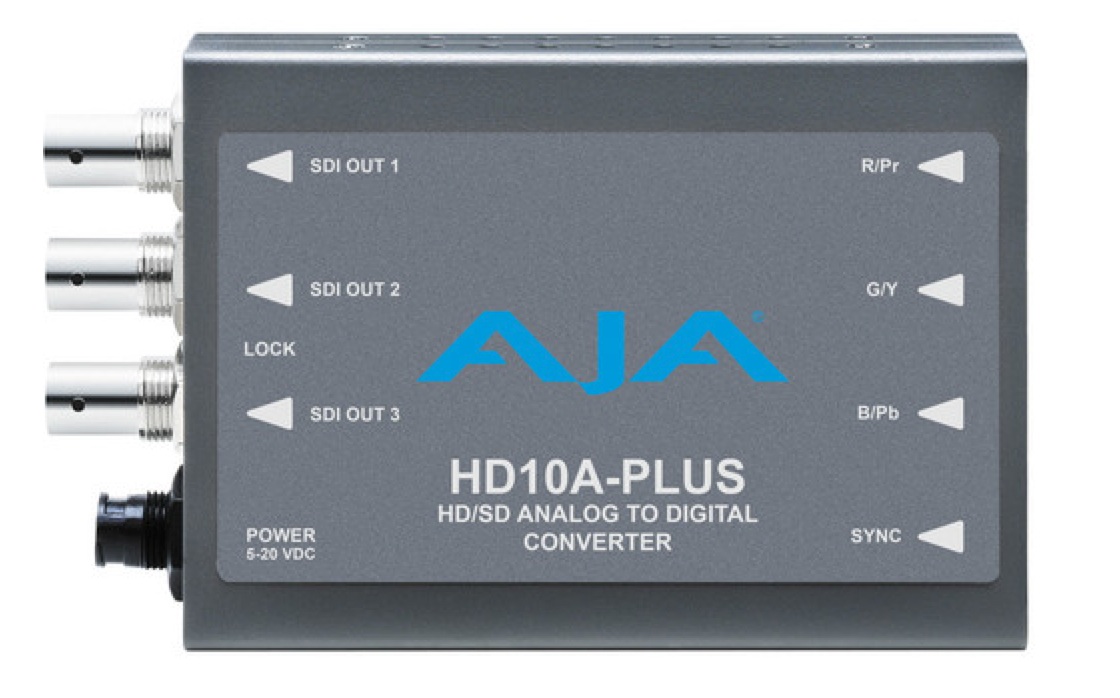 SDI OUT 1
R/Pr
SDI OUT 2
G/Y
LOCK
AJA®
SDI OUT 3
B/Pb
HD10A-PLUS
HD/SD ANALOG TO DIGITAL
CONVERTER
POWER
5-20 VDC
SYNC